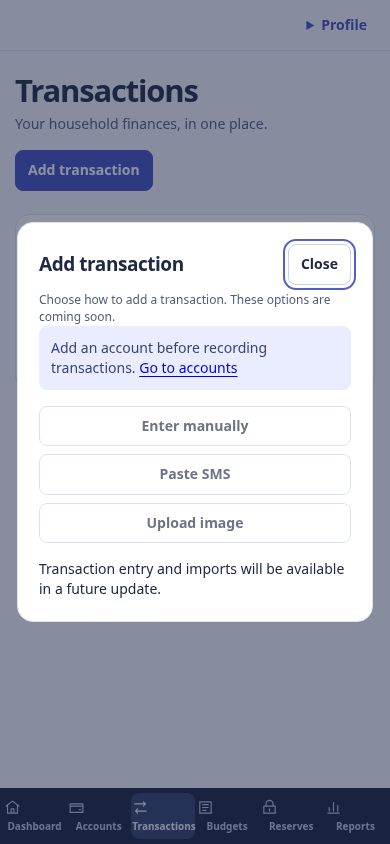 Profile
Transactions
Your household finances, in one place.
Add transaction
Add transaction
Close
Choose how to add a transaction. These options are
coming soon.
Add an account before recording
transactions. Go to accounts
Enter manually
Paste SMS
Upload image
Transaction entry and imports will be available
in a future update.
Dashboard Accounts Transactions Budgets Reserves Reports